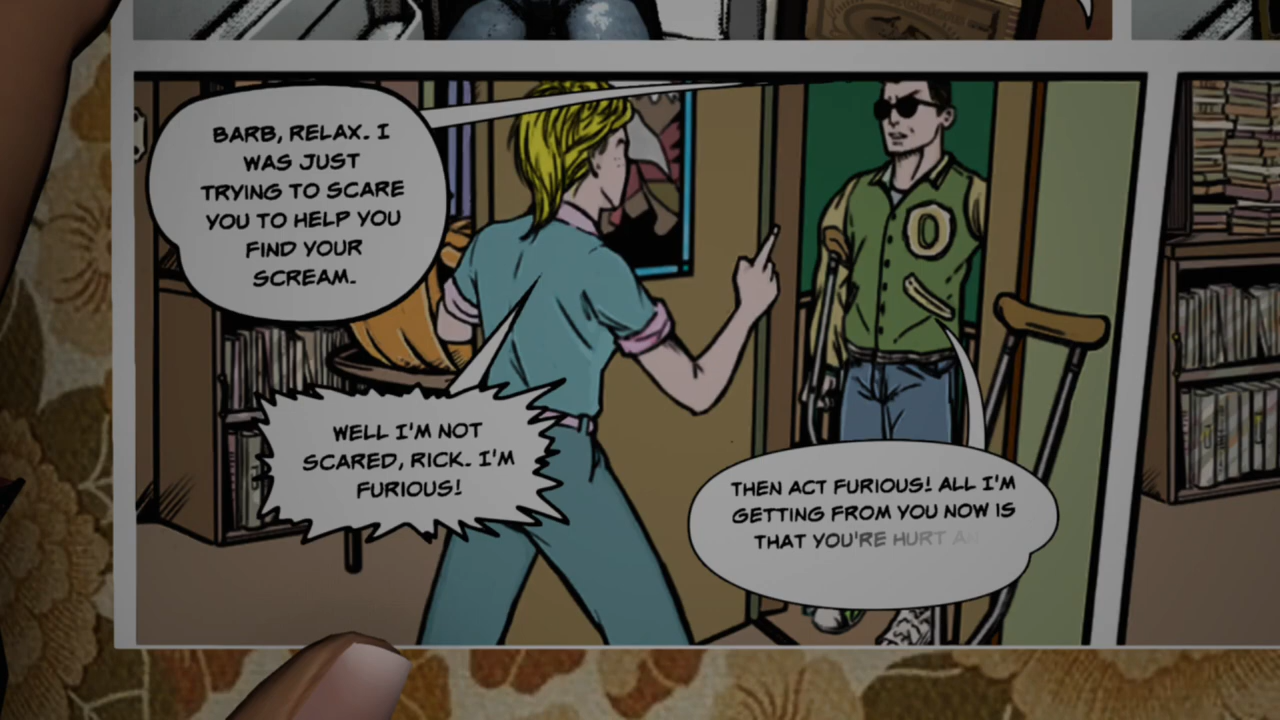 BARB, RELAX. I
WAS JUST
TRYING TO SCARE
YOU TO HELP YOU
FIND YOUR
SCREAM.
WELL I'M NOT
SCARED, RICK. I'M
FURIOUS!
O
THEN ACT FURIOUS! ALL I'M
GETTING FROM YOU NOW IS
THAT YOU'RE HURT AN